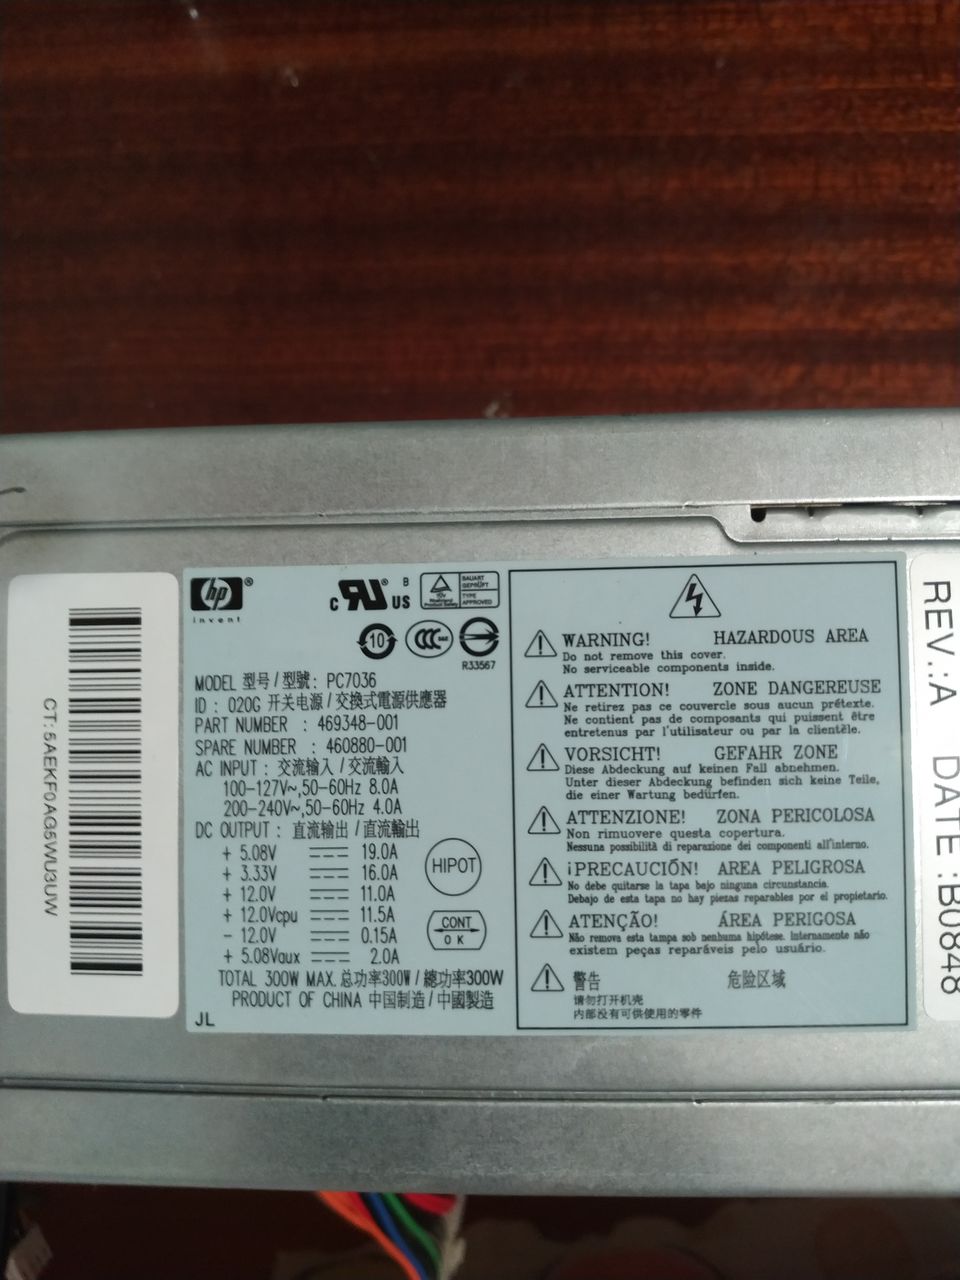 CT:5AEKF0AG5WU3UW
hp®
invent
c RU® US B
BAUART GEPRÜFT
TYPE APPROVED
TÜV Rheinland Product Safety
10
CCC S&E
R33567
MODEL 型号 / 型號: PC7036
ID : 020G 开关电源 / 交換式電源供應器
PART NUMBER : 469348-001
SPARE NUMBER : 460880-001
AC INPUT : 交流输入 / 交流輸入
100-127V~,50-60Hz 8.0A
200-240V~,50-60Hz 4.0A
DC OUTPUT : 直流输出 / 直流輸出
+ 5.08V 19.0A
+ 3.33V 16.0A
+ 12.0V 11.0A
+ 12.0Vcpu 11.5A
- 12.0V 0.15A
+ 5.08Vaux 2.0A
HIPOT
CONT
OK
TOTAL 300W MAX. 总功率300W / 總功率300W
PRODUCT OF CHINA 中国制造 / 中國製造
JL
WARNING! HAZARDOUS AREA
Do not remove this cover.
No serviceable components inside.
ATTENTION! ZONE DANGEREUSE
Ne retirez pas ce couvercle sous aucun prétexte.
Ne contient pas de composants qui puissent être
entretenus par l'utilisateur ou par la clientèle.
VORSICHT! GEFAHR ZONE
Diese Abdeckung auf keinen Fall abnehmen.
Unter dieser Abdeckung befinden sich keine Teile,
die einer Wartung bedürfen.
ATTENZIONE! ZONA PERICOLOSA
Non rimuovere questa copertura.
Nessuna possibilità di reparazione dei componenti all'interno.
¡PRECAUCIÓN! AREA PELIGROSA
No debe quitarse la tapa bajo ninguna circunstancia.
Debajo de esta tapa no hay piezas reparables por el propietario.
ATENÇÃO! ÁREA PERIGOSA
Não remova esta tampa sob nenhuma hipótese. Internamente não
existem peças reparáveis pelo usuário.
警告 危险区域
请勿打开机壳
内部没有可供使用的零件
REV.:A DATE:B0848